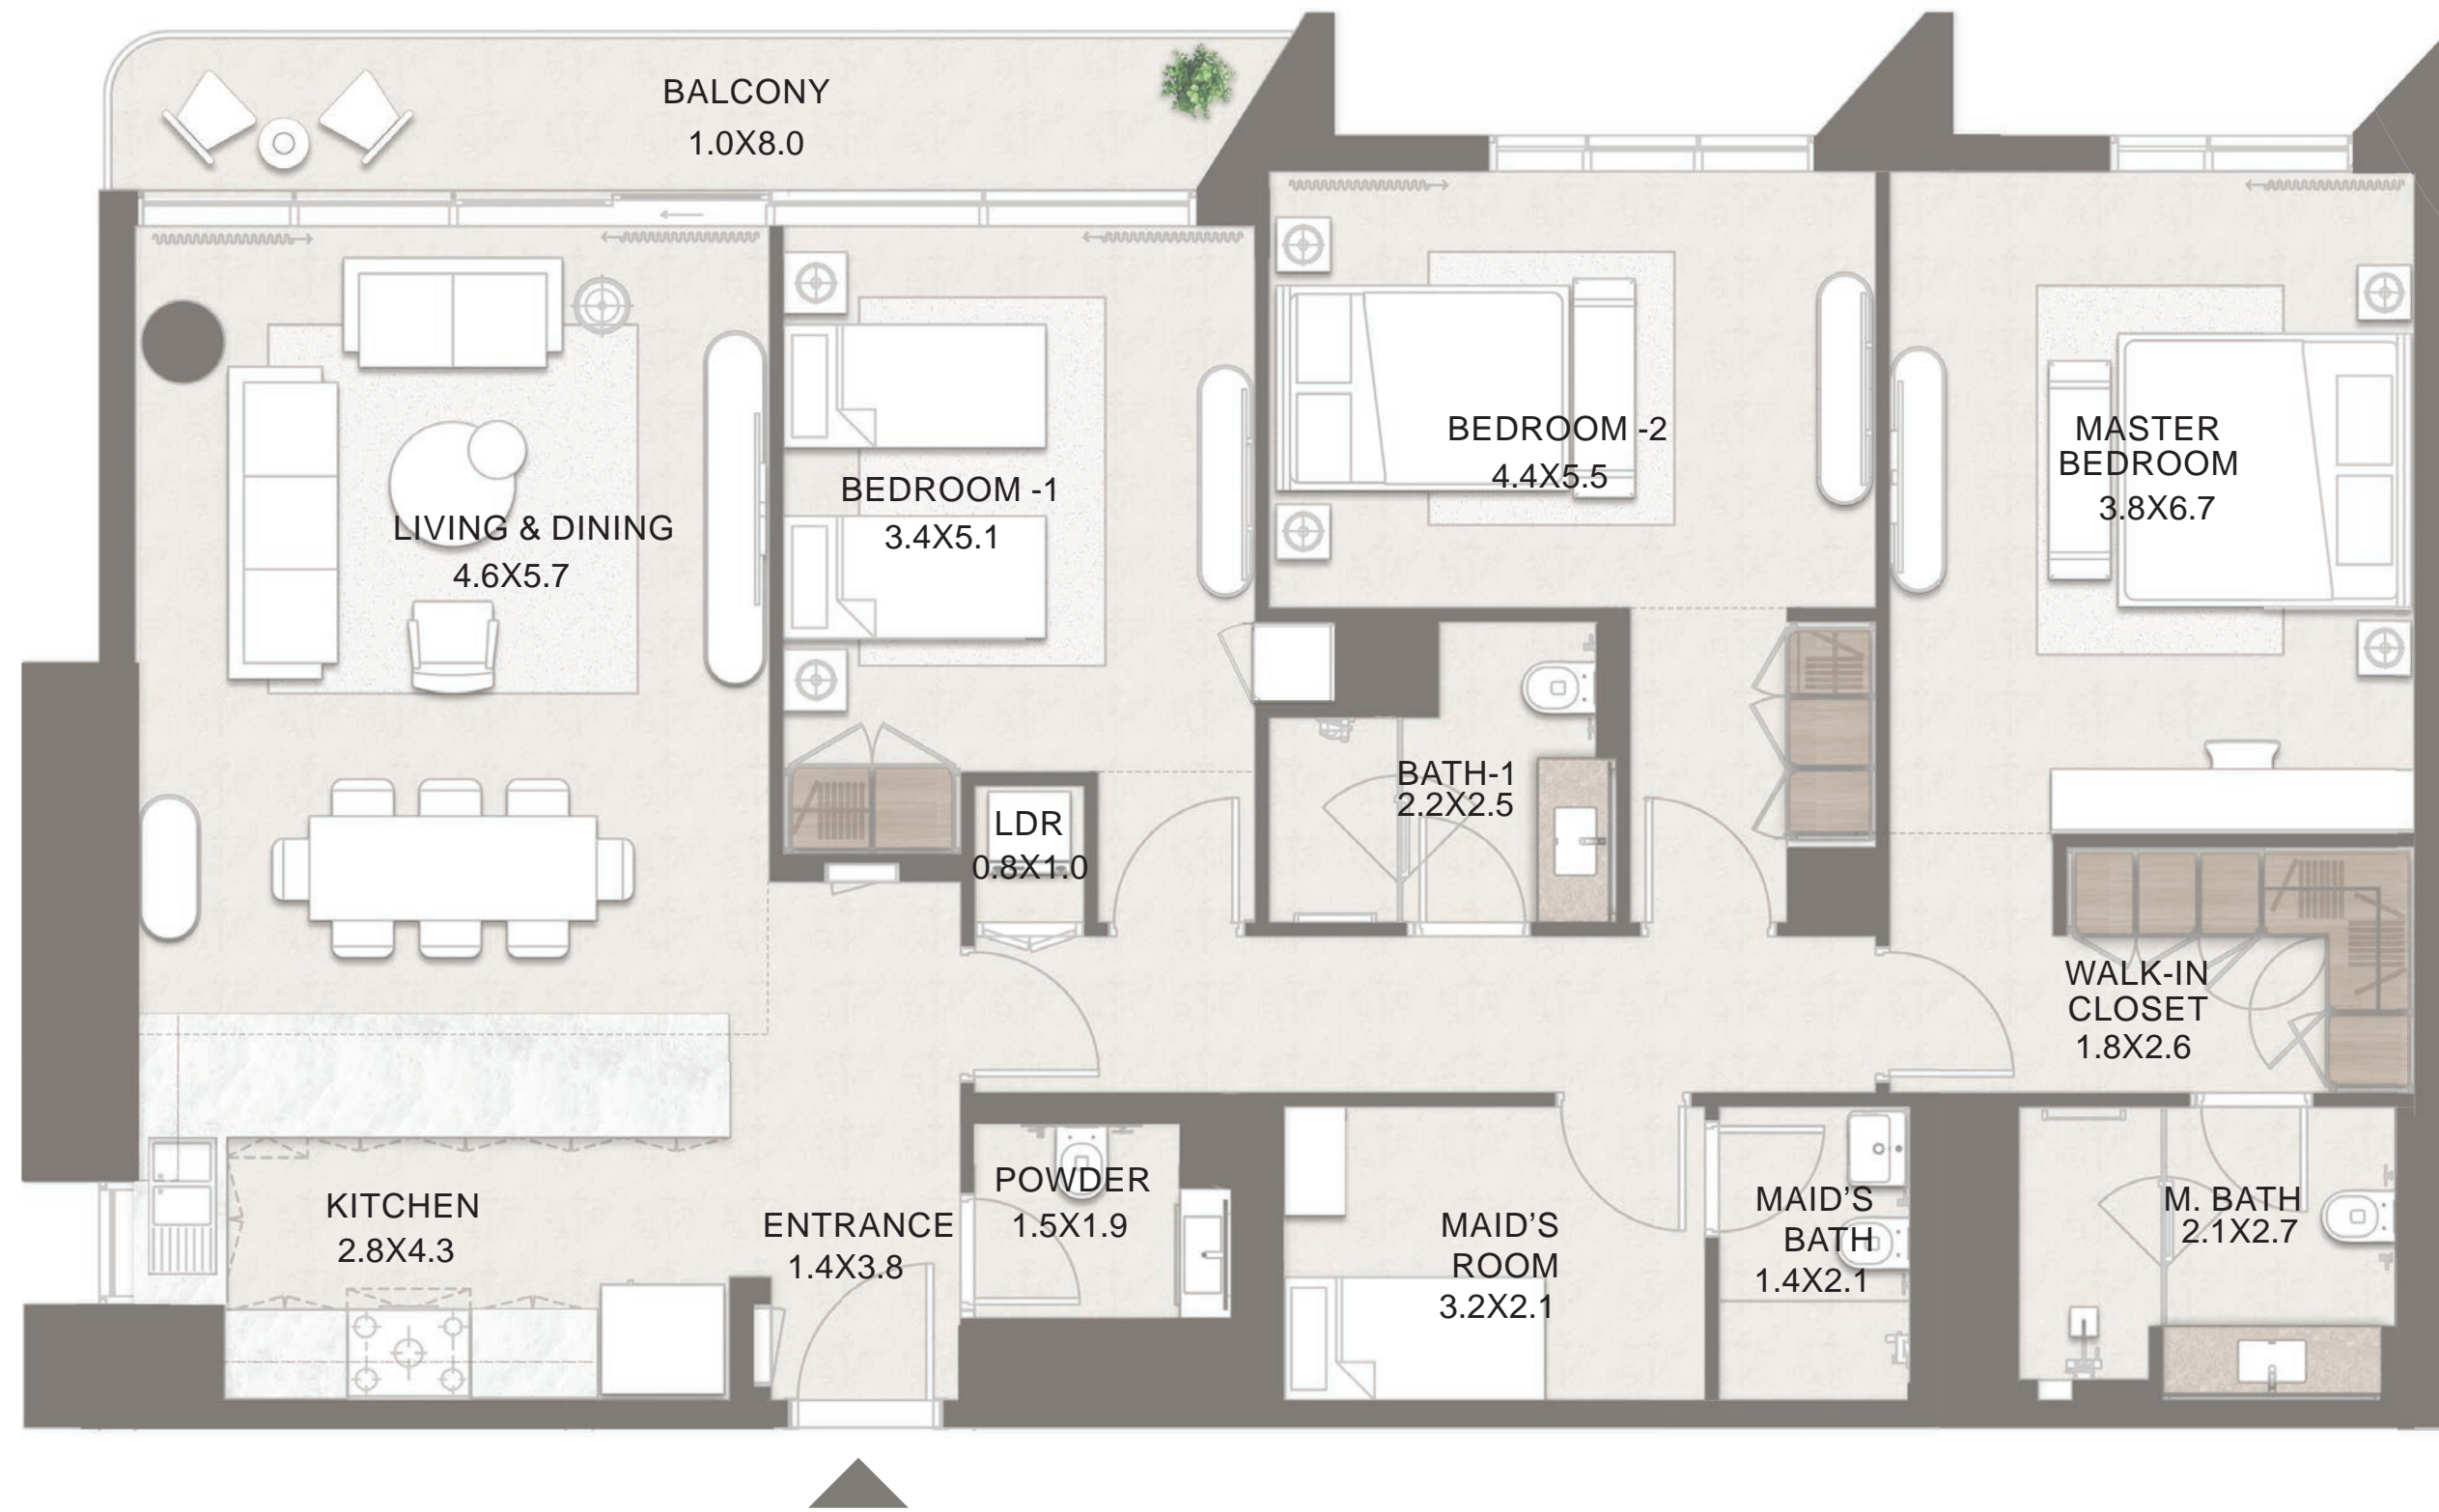 BALCONY
1.0X8.0
LIVING & DINING
4.6X5.7
BEDROOM -1
3.4X5.1
BEDROOM -2
4.4X5.5
MASTER
BEDROOM
3.8X6.7
LDR
0.8X1.0
BATH-1
2.2X2.5
WALK-IN
CLOSET
1.8X2.6
KITCHEN
2.8X4.3
ENTRANCE
1.4X3.8
POWDER
1.5X1.9
MAID’S
ROOM
3.2X2.1
MAID’S
BATH
1.4X2.1
M. BATH
2.1X2.7